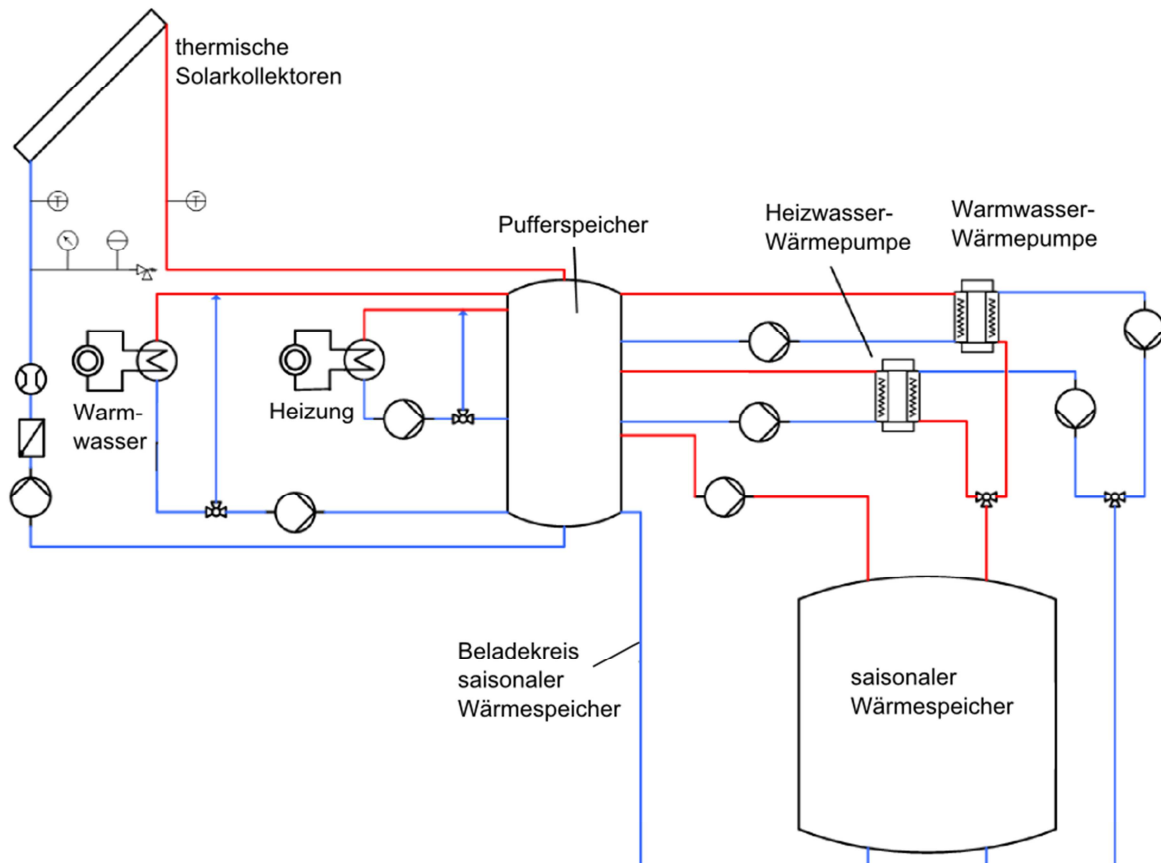 thermische
Solarkollektoren
T
T
Pufferspeicher
Heizwasser-
Wärmepumpe
Warmwasser-
Wärmepumpe
Warm-
wasser
Heizung
Beladekreis
saisonaler
Wärmespeicher
saisonaler
Wärmespeicher